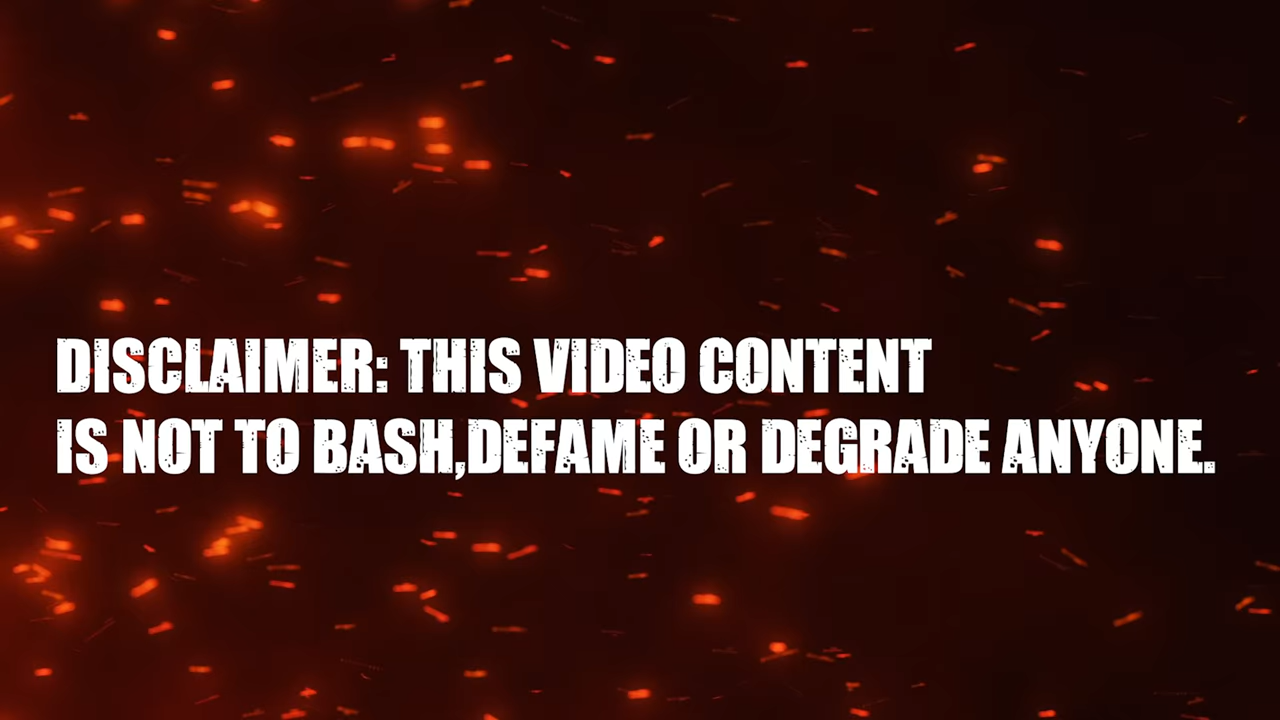 DISCLAIMER: THIS VIDEO CONTENT
IS NOT TO BASH,DEFAME OR DEGRADE ANYONE.